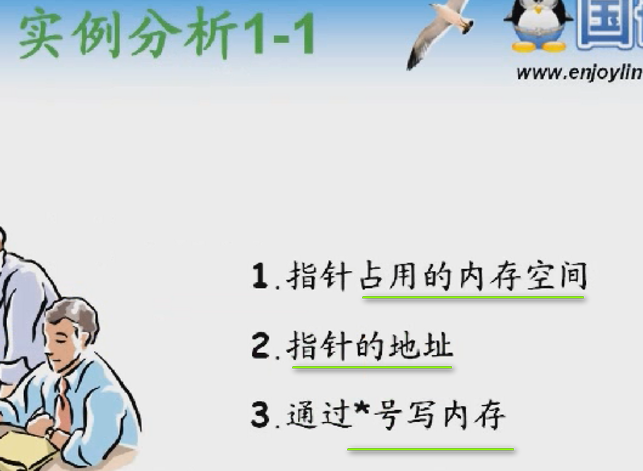 实例分析1-1
国
www.enjoylin
1.指针占用的内存空间
2.指针的地址
3.通过*号写内存